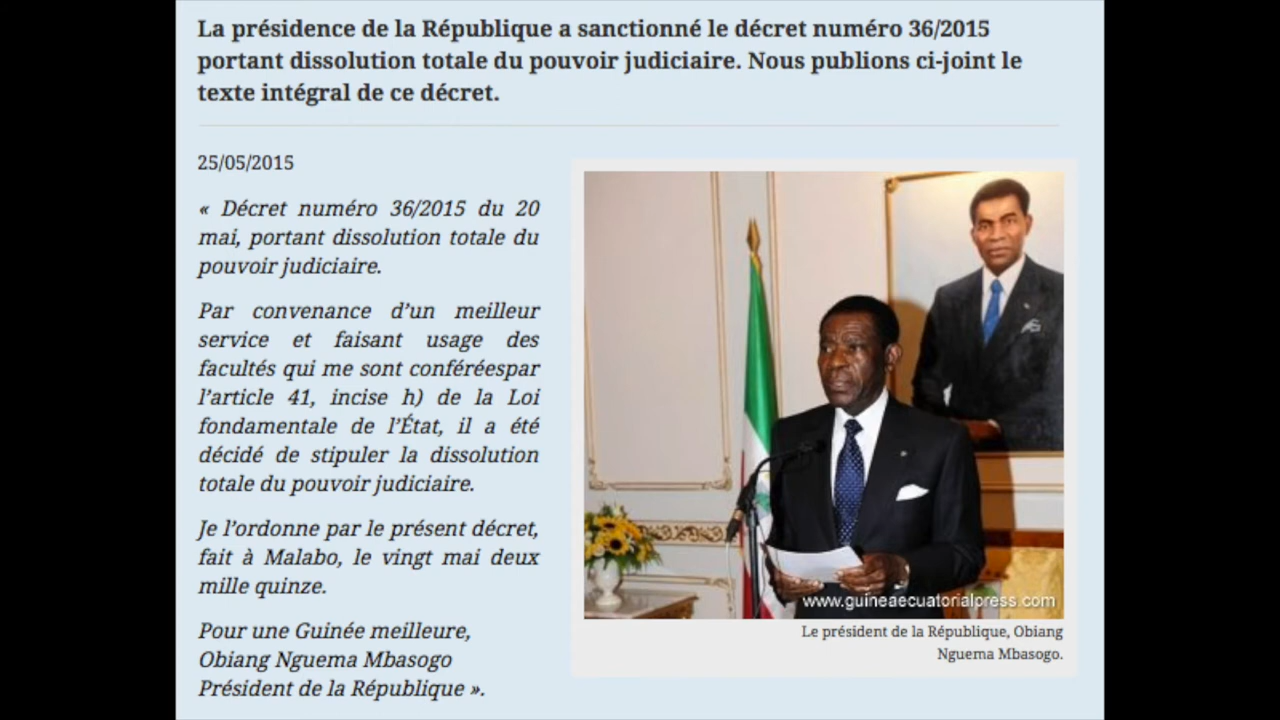 La présidence de la République a sanctionné le décret numéro 36/2015
portant dissolution totale du pouvoir judiciaire. Nous publions ci-joint le
texte intégral de ce décret.
25/05/2015
« Décret numéro 36/2015 du 20
mai, portant dissolution totale du
pouvoir judiciaire.
Par convenance d’un meilleur
service et faisant usage des
facultés qui me sont conféréespar
l’article 41, incise h) de la Loi
fondamentale de l’État, il a été
décidé de stipuler la dissolution
totale du pouvoir judiciaire.
Je l’ordonne par le présent décret,
fait à Malabo, le vingt mai deux
mille quinze.
Pour une Guinée meilleure,
Obiang Nguema Mbasogo
Président de la République ».
www.guineaecuatorialpress.com
Le président de la République, Obiang
Nguema Mbasogo.